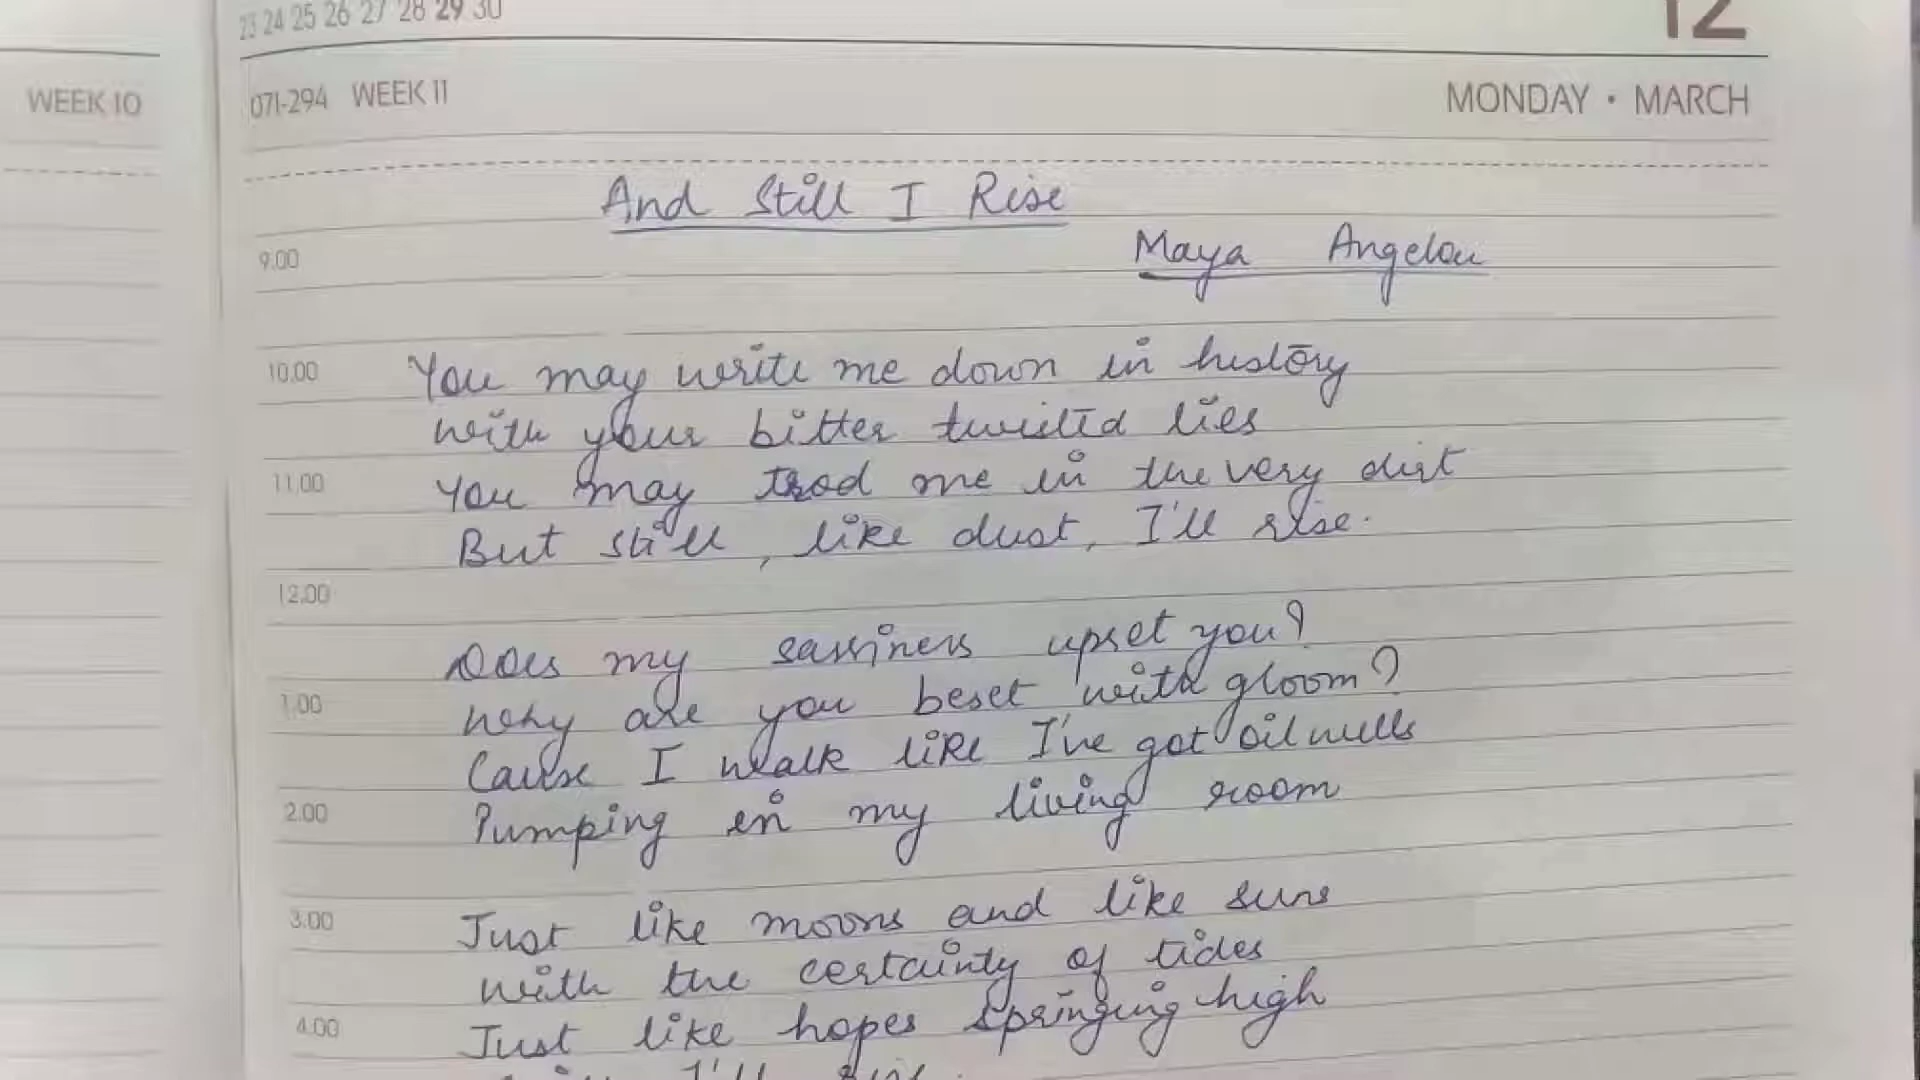 23 24 25 26 27 28 29 30
12
WEEK 10
071-294 WEEK 11
MONDAY • MARCH
And Still I Rise
Maya Angelou
9.00
10.00 You may write me down in history
with your bitter twisted lies
11.00 You may trod me in the very dirt
But still, like dust, I'll rise.
12.00
Does my sassiness upset you?
1.00 Why are you beset with gloom?
Cause I walk like I've got oil wells
2.00 Pumping in my living room
3.00 Just like moons and like suns
with the certainty of tides
4.00 Just like hopes springing high
I'll rise.